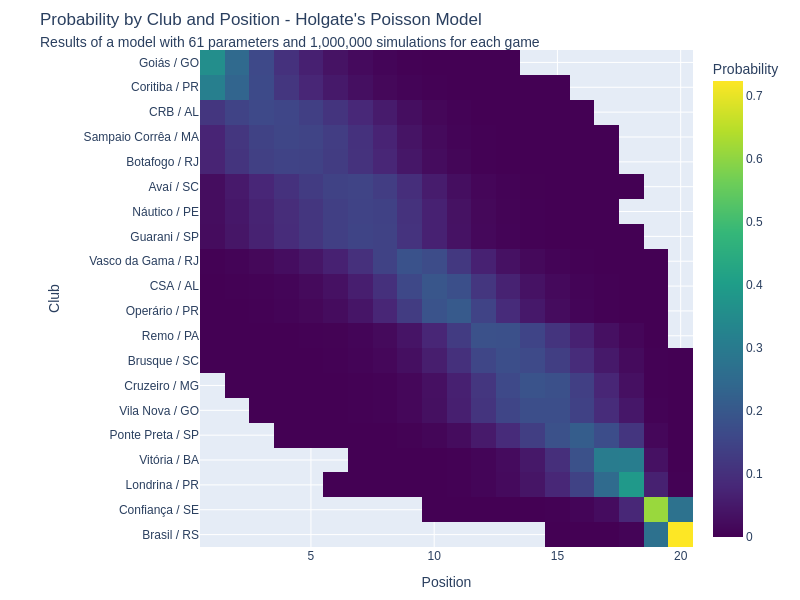 Probability by Club and Position - Holgate's Poisson Model
Results of a model with 61 parameters and 1,000,000 simulations for each game
Probability
Goiás / GO
Coritiba / PR
CRB / AL
Sampaio Corrêa / MA
Botafogo / RJ
Avaí / SC
Náutico / PE
Guarani / SP
Vasco da Gama / RJ
CSA / AL
Operário / PR
Remo / PA
Brusque / SC
Cruzeiro / MG
Vila Nova / GO
Ponte Preta / SP
Vitória / BA
Londrina / PR
Confiança / SE
Brasil / RS
Club
5
10
15
20
Position
0.7
0.6
0.5
0.4
0.3
0.2
0.1
0